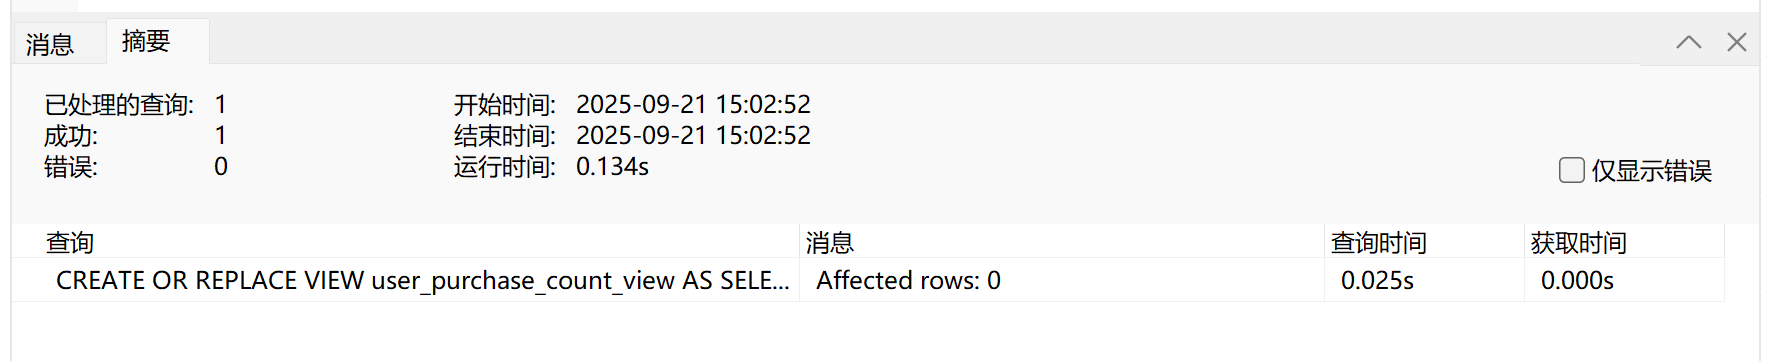 消息 摘要
已处理的查询: 1 开始时间: 2025-09-21 15:02:52
成功: 1 结束时间: 2025-09-21 15:02:52
错误: 0 运行时间: 0.134s
仅显示错误
查询 消息 查询时间 获取时间
CREATE OR REPLACE VIEW user_purchase_count_view AS SELE... Affected rows: 0 0.025s 0.000s